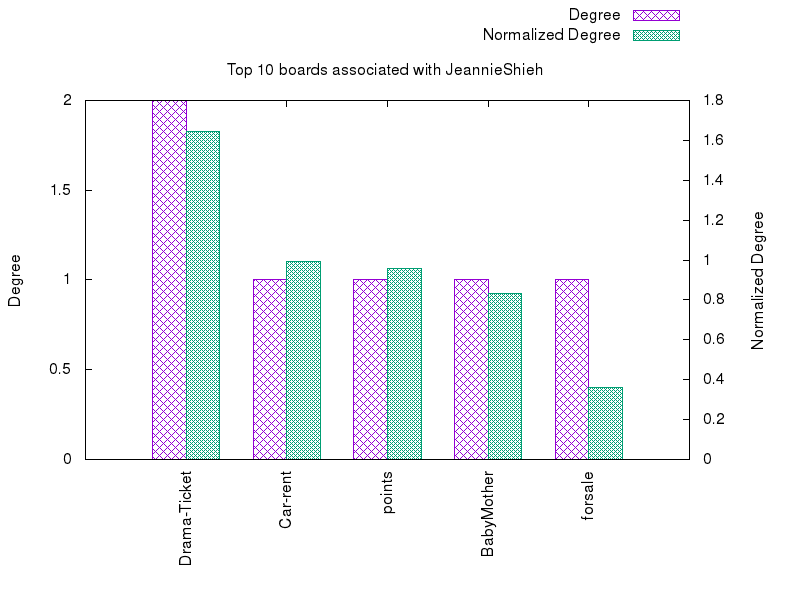 Degree
Normalized Degree
Top 10 boards associated with JeannieShieh
2
1.5
1
0.5
0
1.8
1.6
1.4
1.2
1
0.8
0.6
0.4
0.2
0
Degree
Normalized Degree
Drama-Ticket
Car-rent
points
BabyMother
forsale